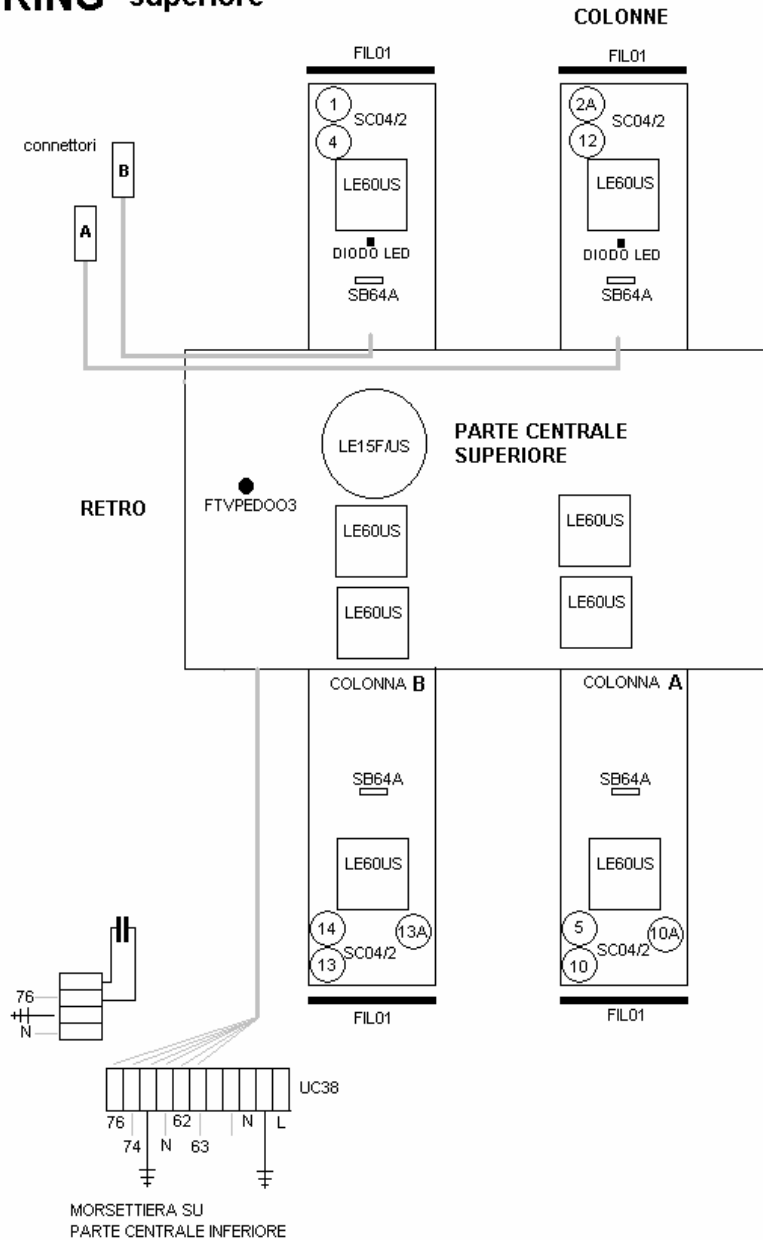 RING superiore
COLONNE
FIL01
FIL01
1
SC04/2
4
2A
SC04/2
12
connettori
B
A
LE60US
LE60US
DIODO LED
DIODO LED
SB64A
SB64A
LE15F/US
PARTE CENTRALE
SUPERIORE
RETRO
FTVPEDOO3
LE60US
LE60US
LE60US
LE60US
COLONNA B
COLONNA A
SB64A
SB64A
LE60US
LE60US
14
13A
SC04/2
13
5
10A
SC04/2
10
FIL01
FIL01
76
N
UC38
76
62
N
L
74
N
63
MORSETTIERA SU
PARTE CENTRALE INFERIORE